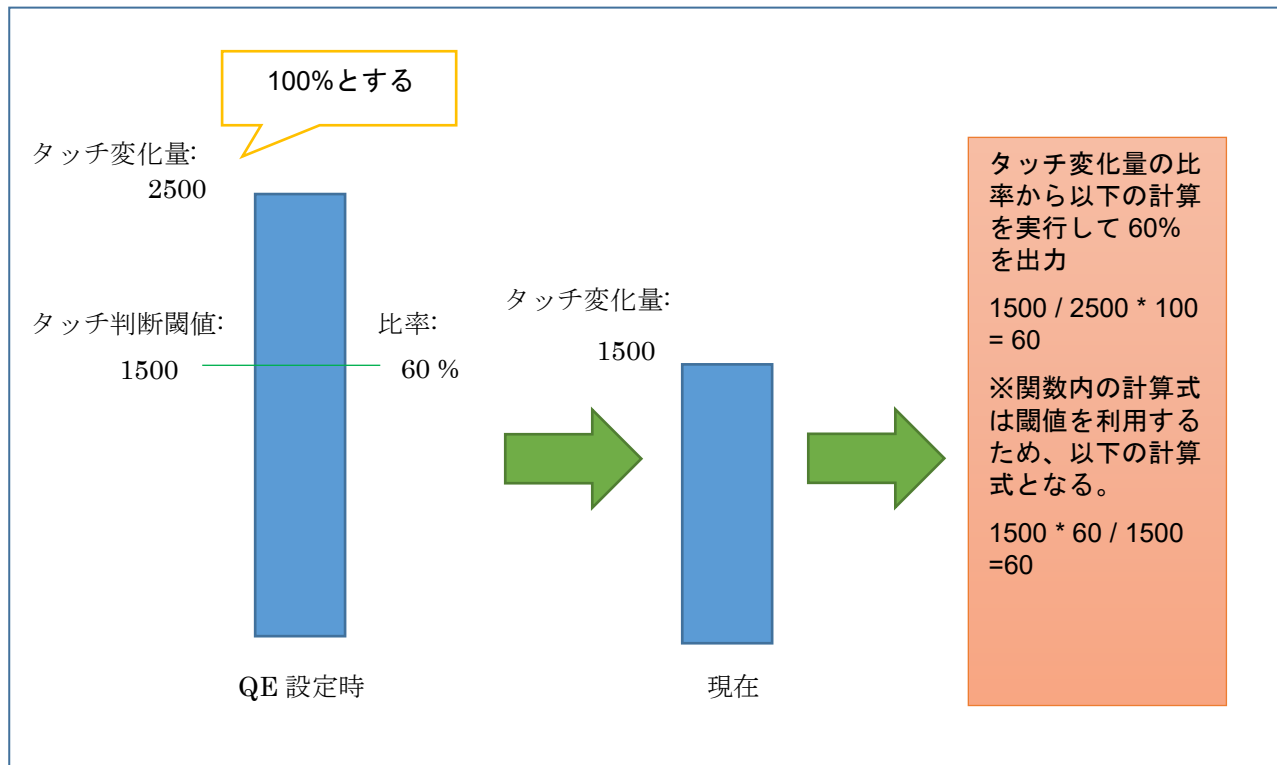 100%とする
タッチ変化量:
2500
タッチ判断閾値:
1500
比率:
60 %
QE 設定時
タッチ変化量:
1500
現在
タッチ変化量の比
率から以下の計算
を実行して 60%
を出力
1500 / 2500 * 100
= 60
※関数内の計算式
は閾値を利用する
ため、以下の計算
式となる。
1500 * 60 / 1500
=60